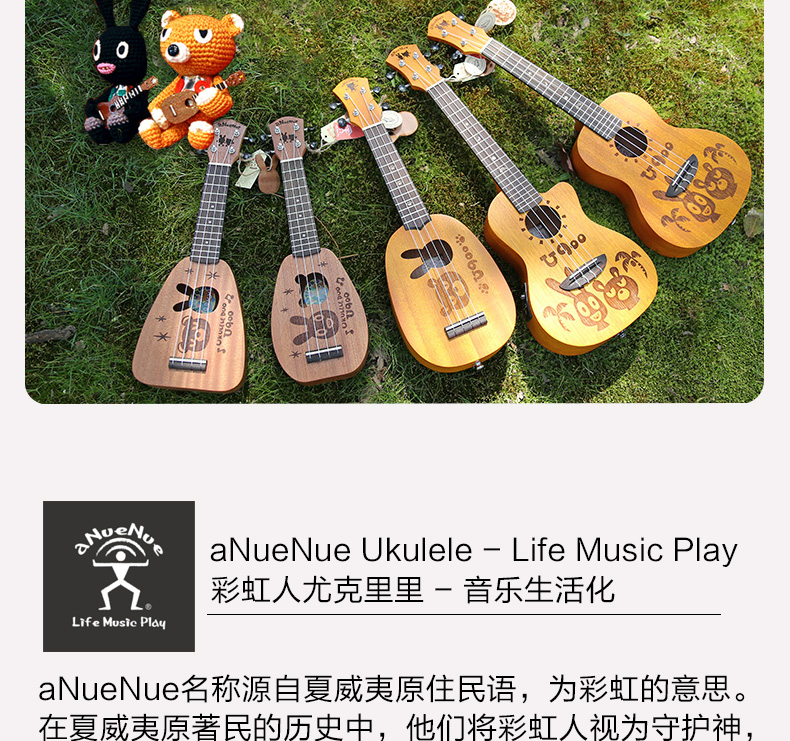 aNueNue
Life Music Play
aNueNue Ukulele - Life Music Play
彩虹人尤克里里 - 音乐生活化
aNueNue名称源自夏威夷原住民语，为彩虹的意思。
在夏威夷原著民的历史中，他们将彩虹人视为守护神，